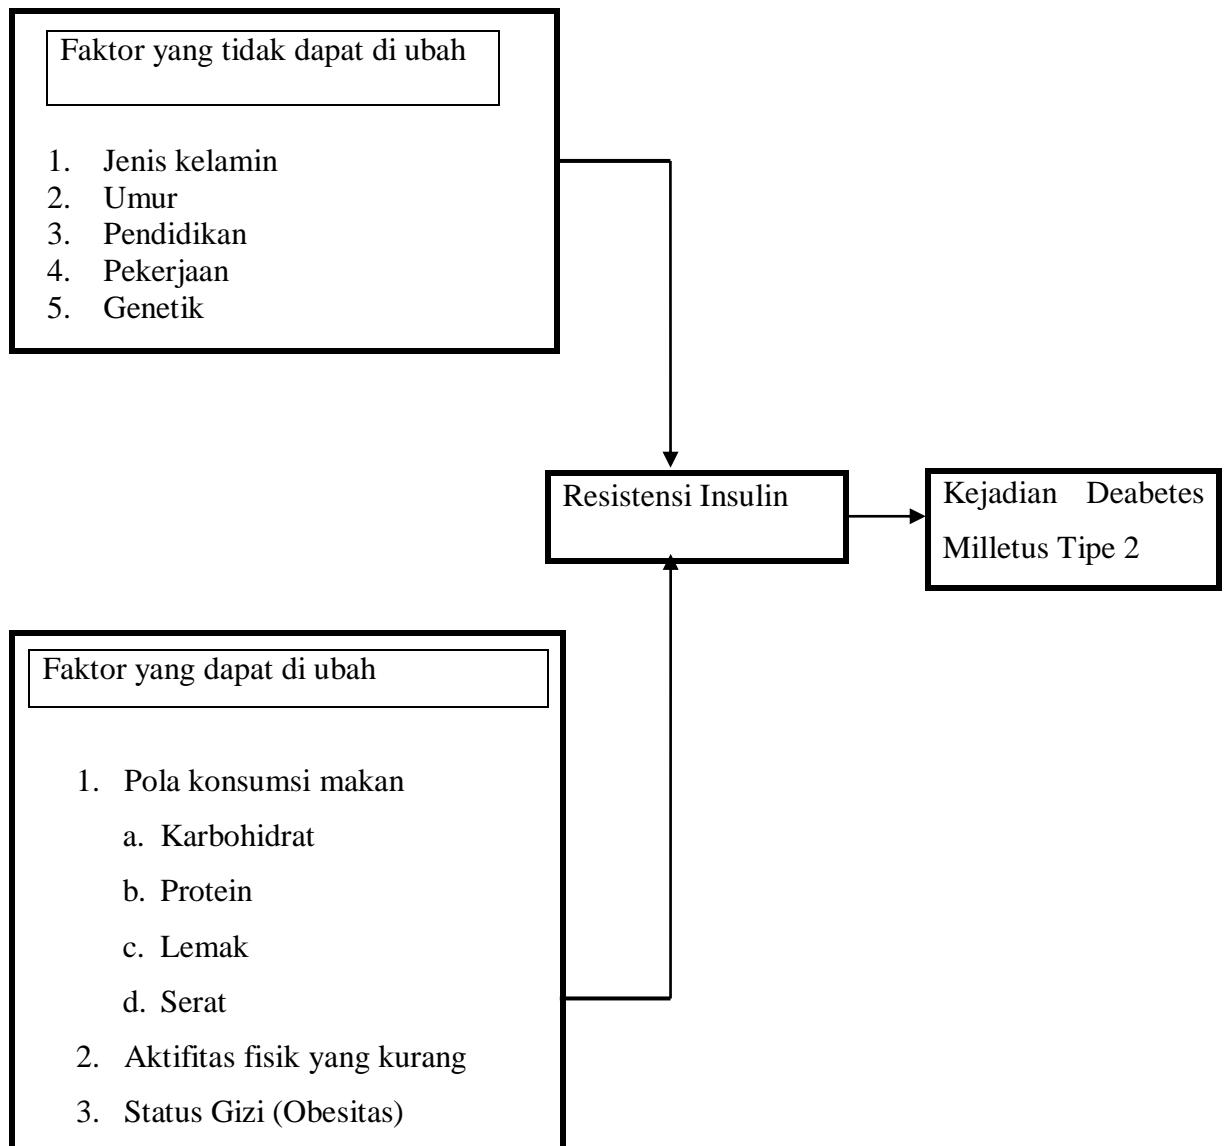 Faktor yang tidak dapat di ubah
1. Jenis kelamin
2. Umur
3. Pendidikan
4. Pekerjaan
5. Genetik
Resistensi Insulin
Kejadian Deabetes
Milletus Tipe 2
Faktor yang dapat di ubah
1. Pola konsumsi makan
a. Karbohidrat
b. Protein
c. Lemak
d. Serat
2. Aktifitas fisik yang kurang
3. Status Gizi (Obesitas)